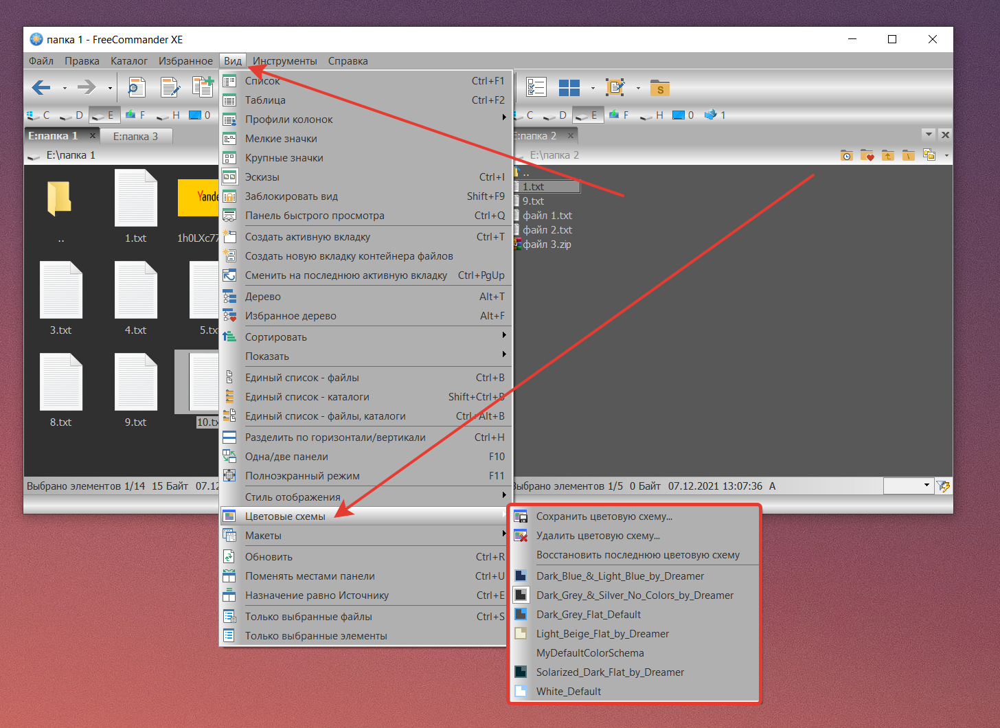 папка 1 - FreeCommander XE
Файл Правка Каталог Избранное Вид Инструменты Справка
S
C D E F H 0
C D E F H 0 1
E:папка 1 x E:папка 3
E:папка 2 x
E:\папка 1
E:\папка 2
..
1.txt
1h0LXc77
3.txt
4.txt
5.tx
8.txt
9.txt
10.tx
Yande
Список Ctrl+F1
Таблица Ctrl+F2
Профили колонок
Мелкие значки
Крупные значки
Эскизы Ctrl+I
Заблокировать вид Shift+F9
Панель быстрого просмотра Ctrl+Q
Создать активную вкладку Ctrl+T
Создать новую вкладку контейнера файлов
Сменить на последнюю активную вкладку Ctrl+PgUp
Дерево Alt+T
Избранное дерево Alt+F
Сортировать
Показать
Единый список - файлы Ctrl+B
Единый список - каталоги Shift+Ctrl+B
Единый список - файлы, каталоги Ctrl+Alt+B
Разделить по горизонтали/вертикали Ctrl+H
Одна/две панели F10
Полноэкранный режим F11
Стиль отображения
Цветовые схемы
Макеты
Обновить Ctrl+R
Поменять местами панели Ctrl+U
Назначение равно Источнику Ctrl+E
Только выбранные файлы Ctrl+S
Только выбранные элементы
..
1.txt
9.txt
файл 1.txt
файл 2.txt
файл 3.zip
Выбрано элементов 1/14 15 Байт 07.12
Выбрано элементов 1/5 0 Байт 07.12.2021 13:07:36 A
Сохранить цветовую схему...
Удалить цветовую схему...
Восстановить последнюю цветовую схему
Dark_Blue_&_Light_Blue_by_Dreamer
Dark_Grey_&_Silver_No_Colors_by_Dreamer
Dark_Grey_Flat_Default
Light_Beige_Flat_by_Dreamer
MyDefaultColorSchema
Solarized_Dark_Flat_by_Dreamer
White_Default